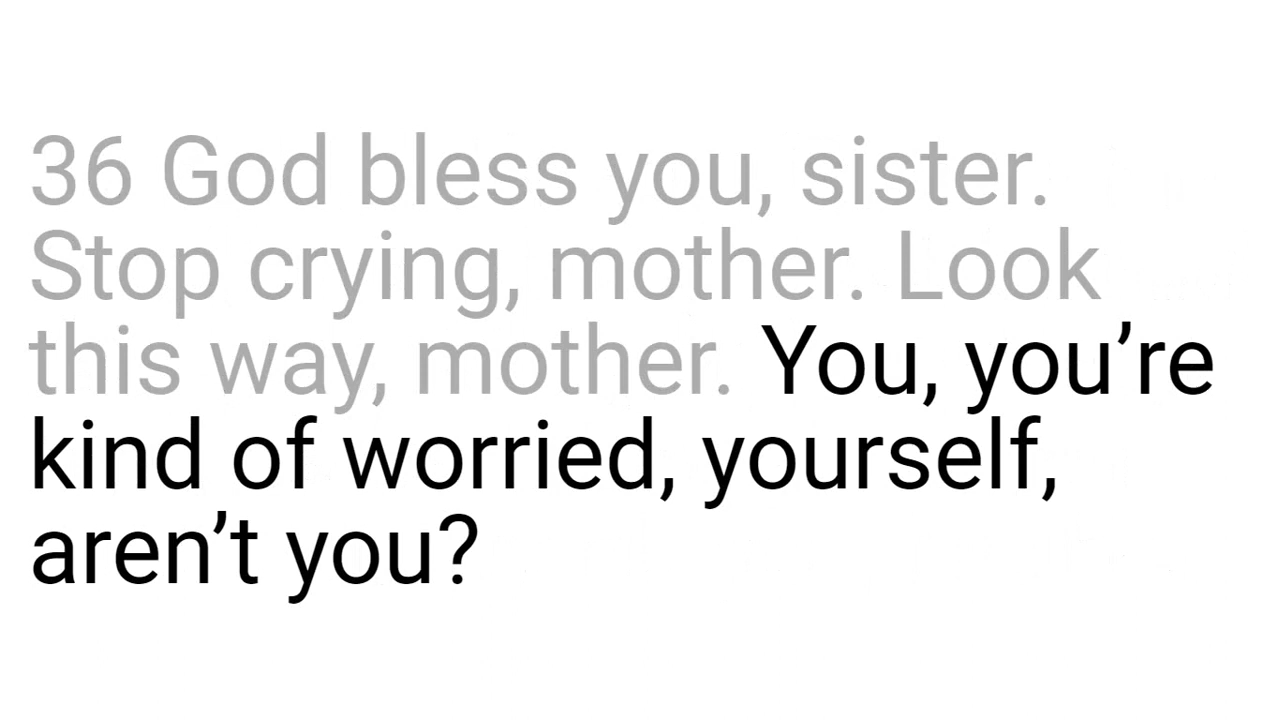 36 God bless you, sister.
Stop crying, mother. Look
this way, mother. You, you’re
kind of worried, yourself,
aren’t you?